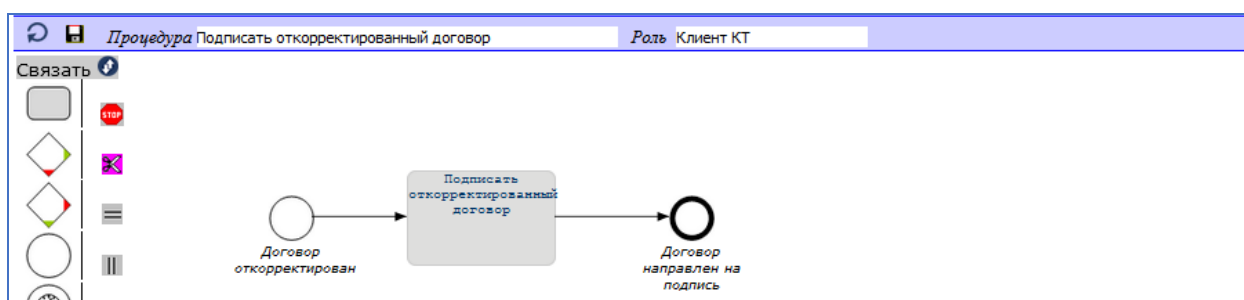 Процедура Подписать откорректированный договор Роль Клиент КТ
Связать
STOP
Подписать
откорректированный
договор
Договор
откорректирован
Договор
направлен на
подпись